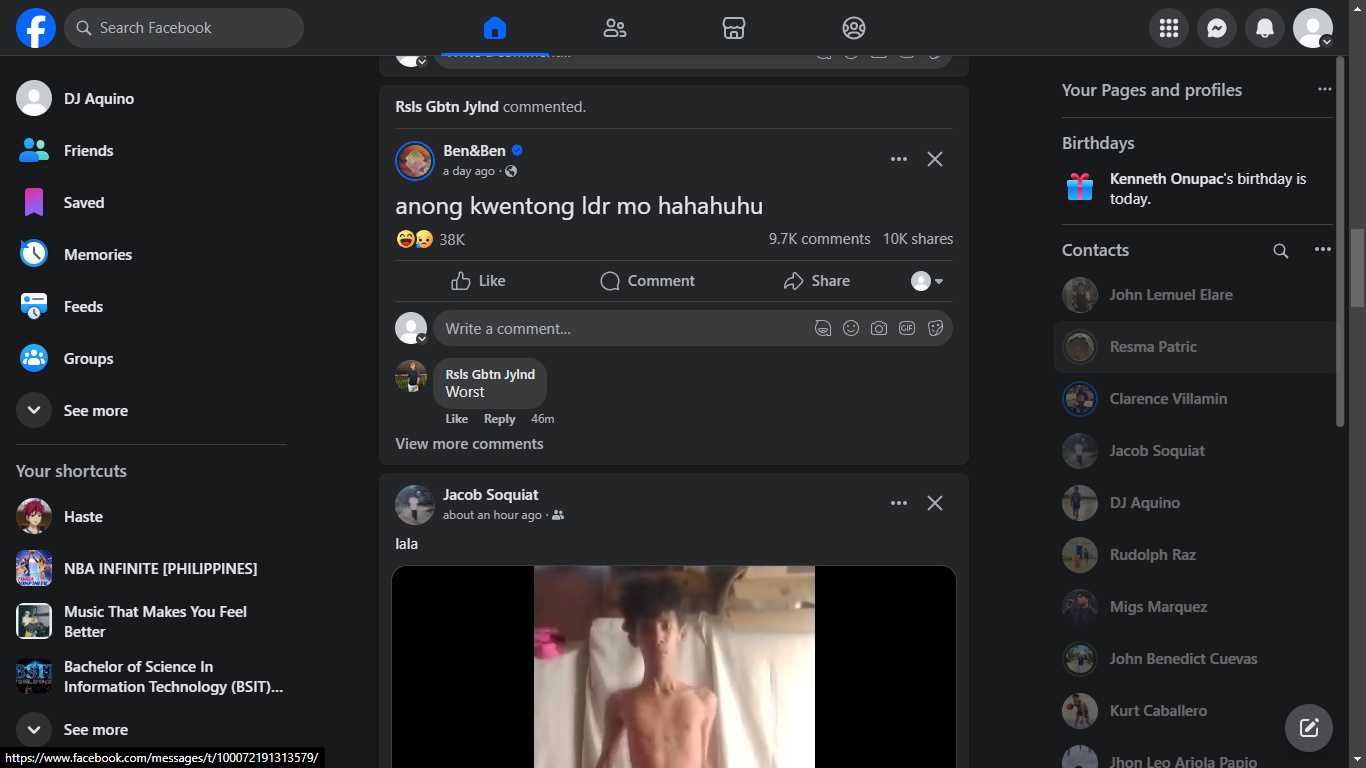 Search Facebook
DJ Aquino
Friends
Saved
Memories
Feeds
Groups
See more
Your shortcuts
Haste
NBA INFINITE [PHILIPPINES]
Music That Makes You Feel
Better
Bachelor of Science In
Information Technology (BSIT)...
See more
https://www.facebook.com/messages/t/100072191313579/
Rsls Gbtn Jylnd commented.
Ben&Ben
a day ago ·
anong kwentong ldr mo hahahuhu
38K
9.7K comments 10K shares
Like Comment Share
Write a comment...
GIF
Rsls Gbtn Jylnd
Worst
Like Reply 46m
View more comments
Jacob Soquiat
about an hour ago ·
lala
Your Pages and profiles
Birthdays
Kenneth Onupac's birthday is
today.
Contacts
John Lemuel Elare
Resma Patric
Clarence Villamin
Jacob Soquiat
DJ Aquino
Rudolph Raz
Migs Marquez
John Benedict Cuevas
Kurt Caballero
Jhon Leo Ariola Papio